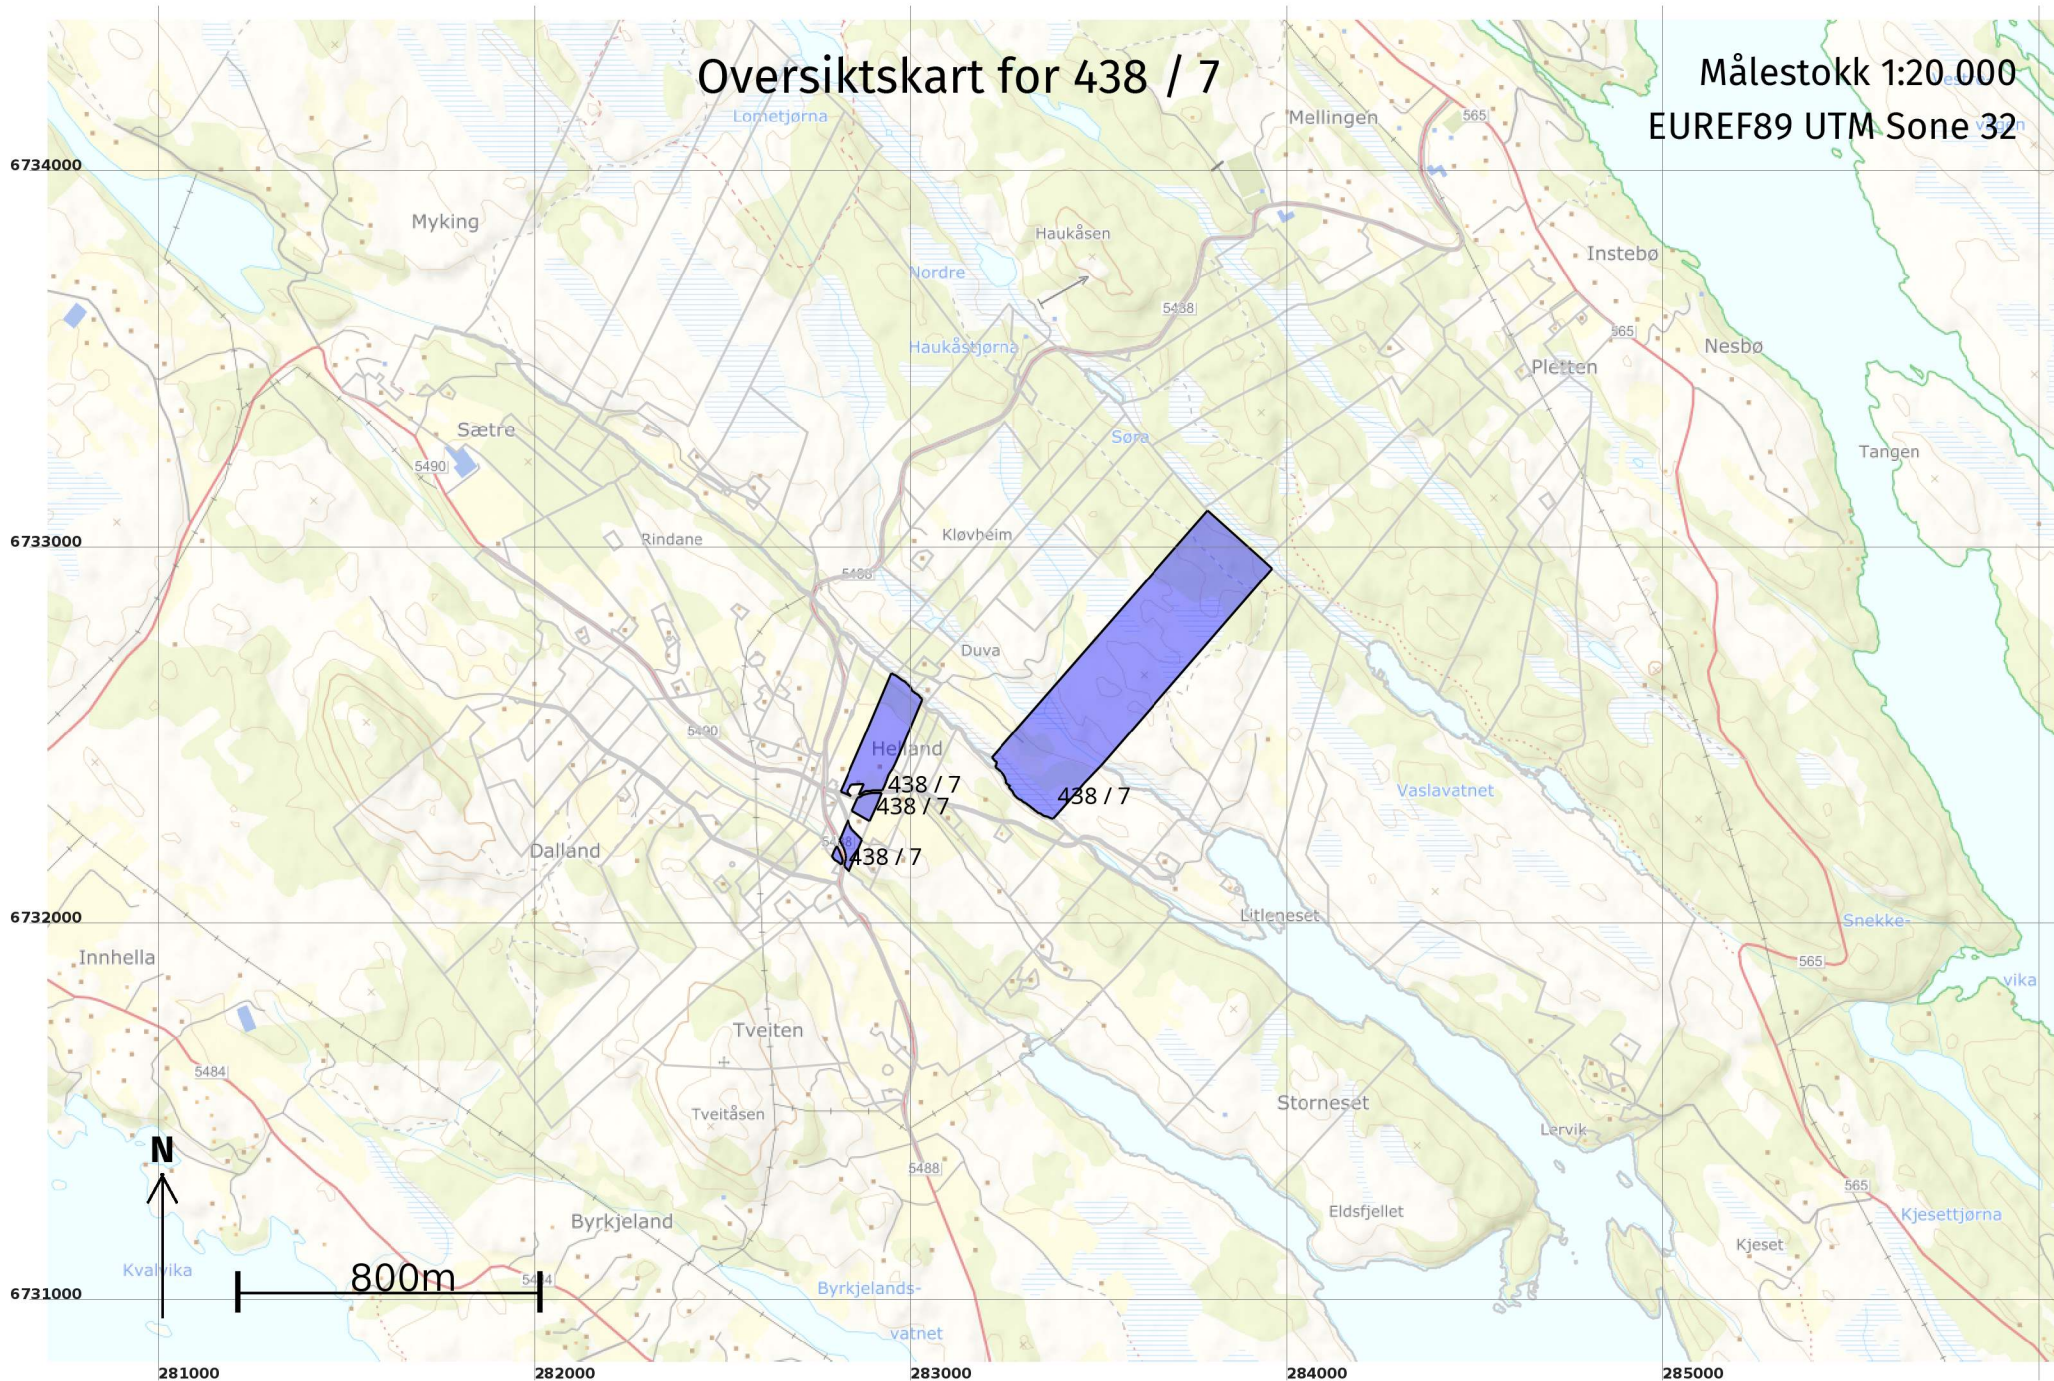 Oversiktskart for 438 / 7
Målestokk 1:20 000
EUREF89 UTM Sone 32
Lometjørna
Mellingen
565
6734000
Myking
Haukåsen
Instebø
Nordre
5438
565
Haukåstjørna
Nesbø
Pletten
Sætre
Søra
Tangen
5490
6733000
Rindane
Kløvheim
Duva
5490
Helland
438 / 7
438 / 7
438 / 7
Vaslavatnet
Dalland
438 / 7
6732000
Litleneset
Snekke-
Innhella
565
vika
Tveiten
5484
Tveitåsen
Storneset
Lervik
N
5488
565
Eldsfjellet
Byrkjeland
Kjesettjørna
Kjeset
Kvalvika
800m
Byrkjelands-
6731000
vatnet
281000
282000
283000
284000
285000